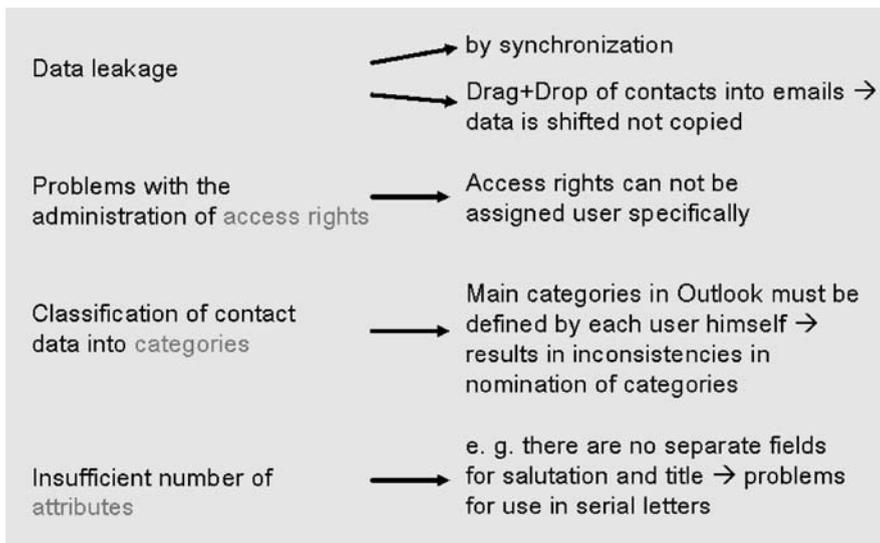 Data leakage
by synchronization
Drag+Drop of contacts into emails →
data is shifted not copied
Problems with the
administration of access rights
Access rights can not be
assigned user specifically
Classification of contact
data into categories
Main categories in Outlook must be
defined by each user himself →
results in inconsistencies in
nomination of categories
Insufficient number of
attributes
e. g. there are no separate fields
for salutation and title → problems
for use in serial letters